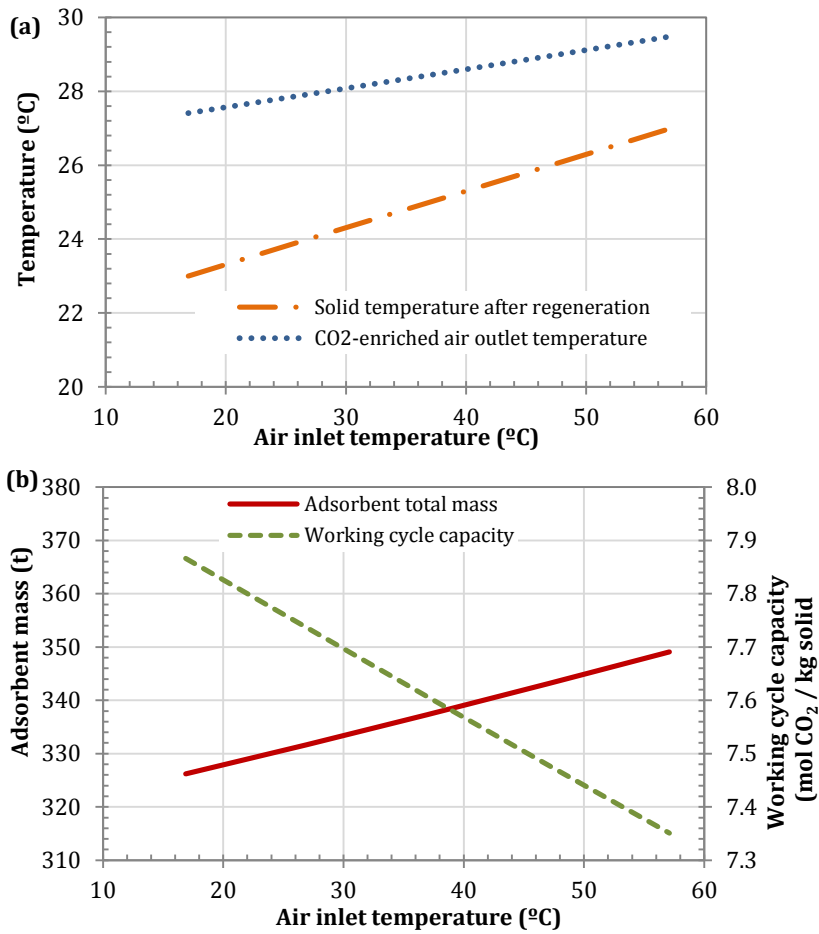 (a)
30
28
26
24
22
20
Temperature (ºC)
Solid temperature after regeneration
CO2-enriched air outlet temperature
10 20 30 40 50 60
Air inlet temperature (ºC)
(b)
380
370
360
350
340
330
320
310
Adsorbent mass (t)
Adsorbent total mass
Working cycle capacity
8.0
7.9
7.8
7.7
7.6
7.5
7.4
7.3
Working cycle capacity
(mol CO₂ / kg solid
10 20 30 40 50 60
Air inlet temperature (ºC)